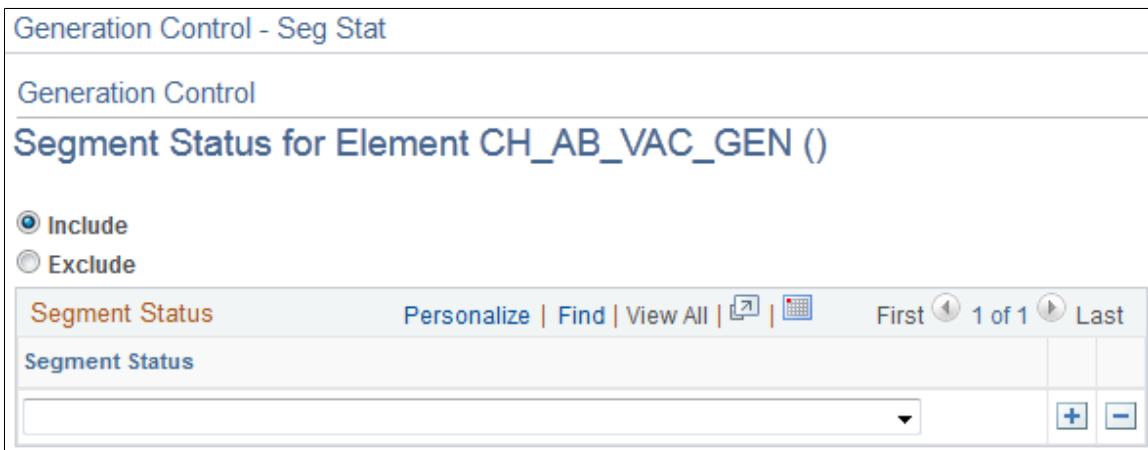 Generation Control - Seg Stat
Generation Control
Segment Status for Element CH_AB_VAC_GEN ()
Include
Exclude
Segment Status Personalize | Find | View All | | First 1 of 1 Last
Segment Status